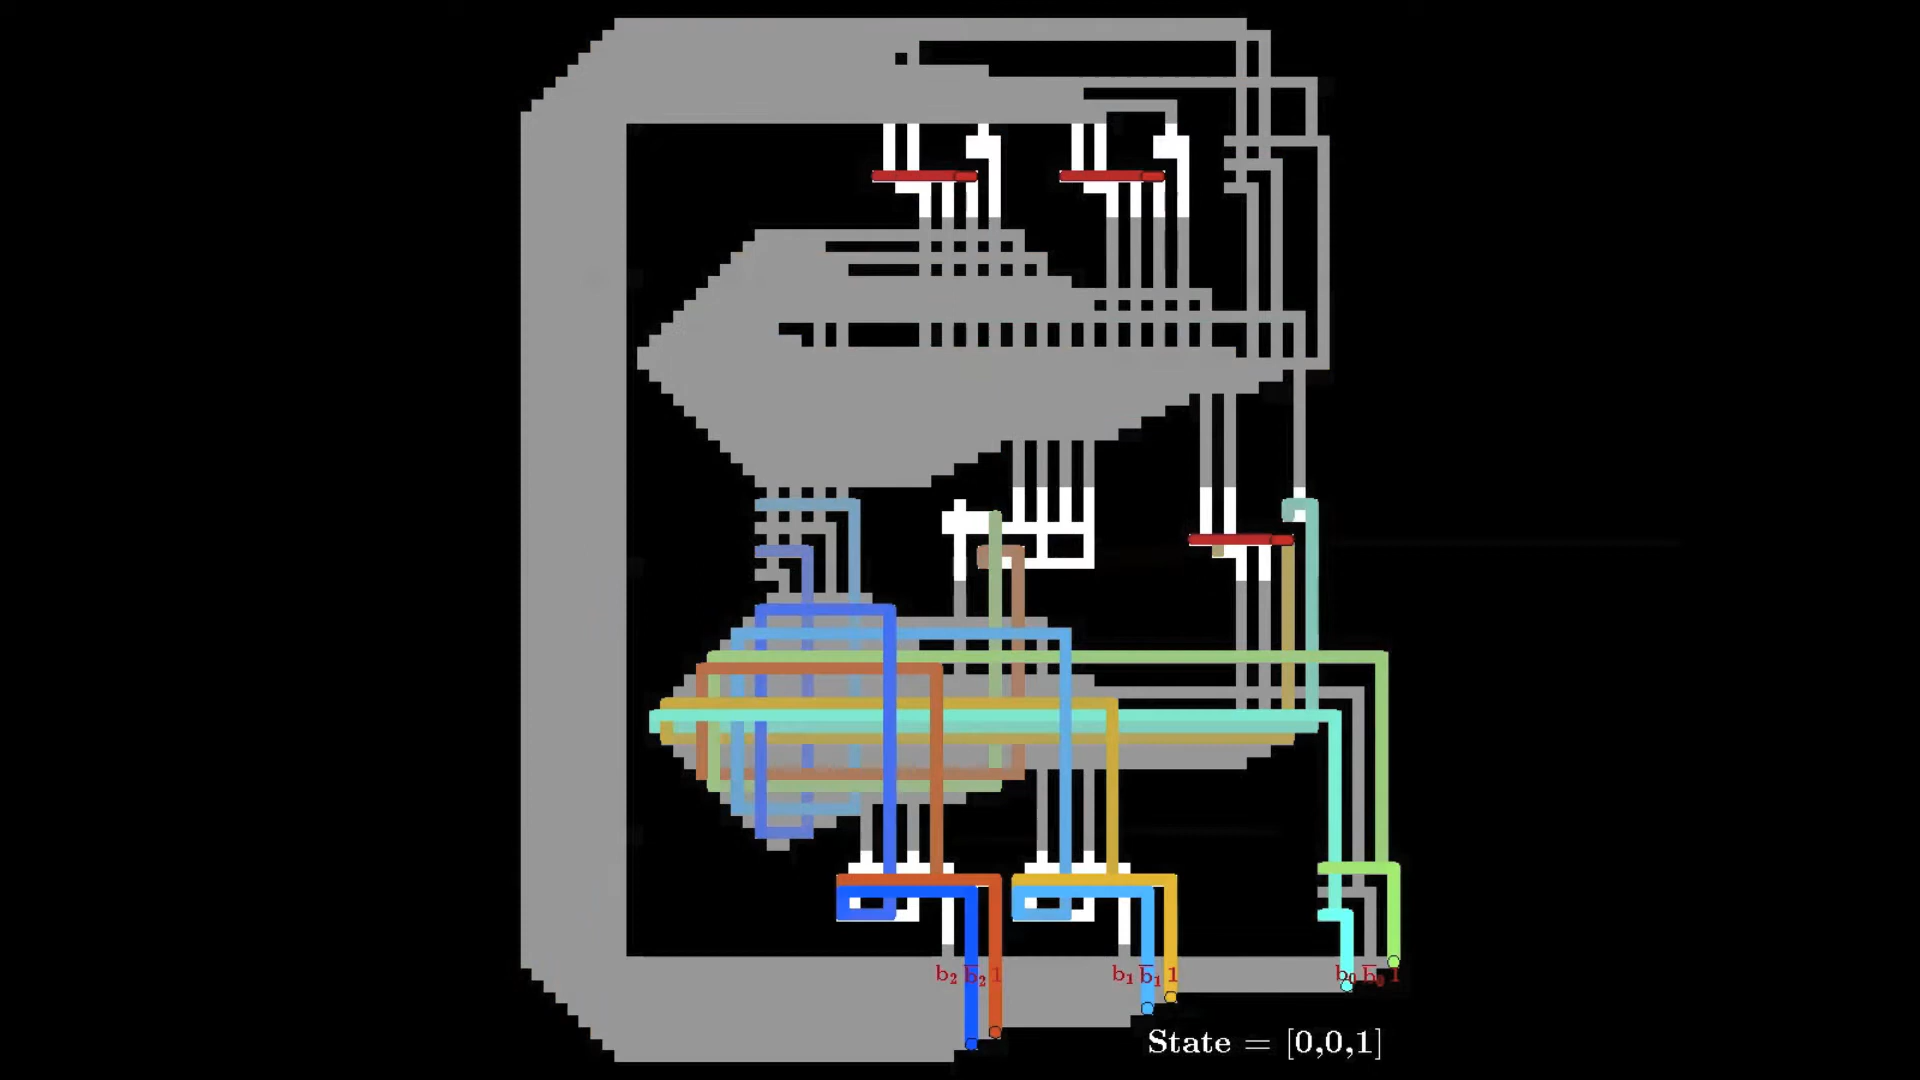 b₂ b̅₂ 1 b₁ b̅₁ 1 b₀ b̅₀ 1
State = [0,0,1]